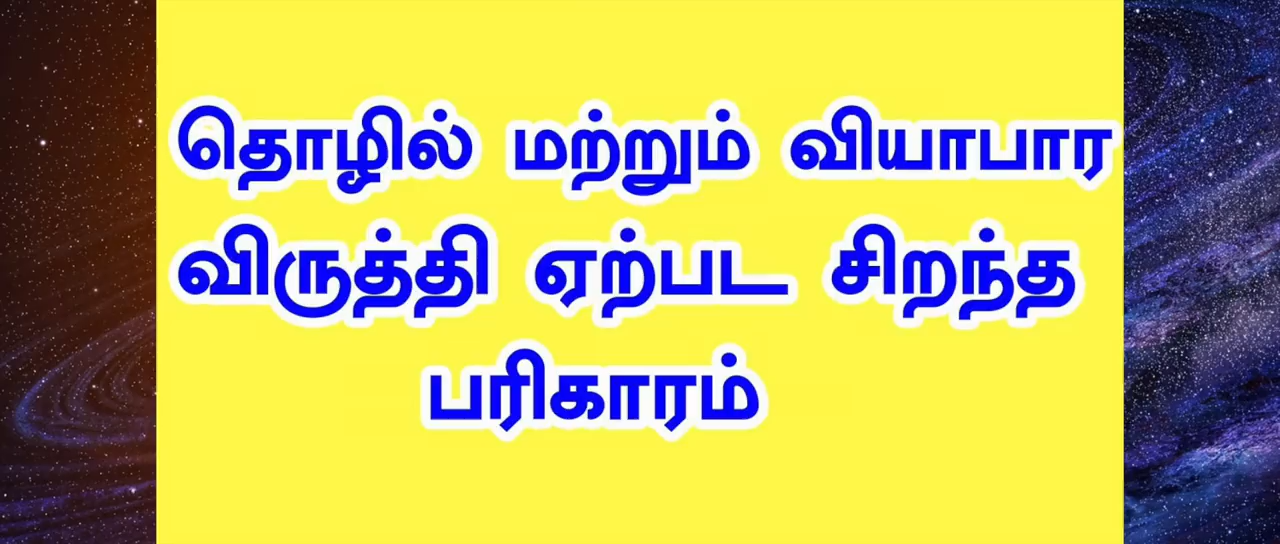 தொழில் மற்றும் வியாபார
விருத்தி ஏற்பட சிறந்த
பரிகாரம்